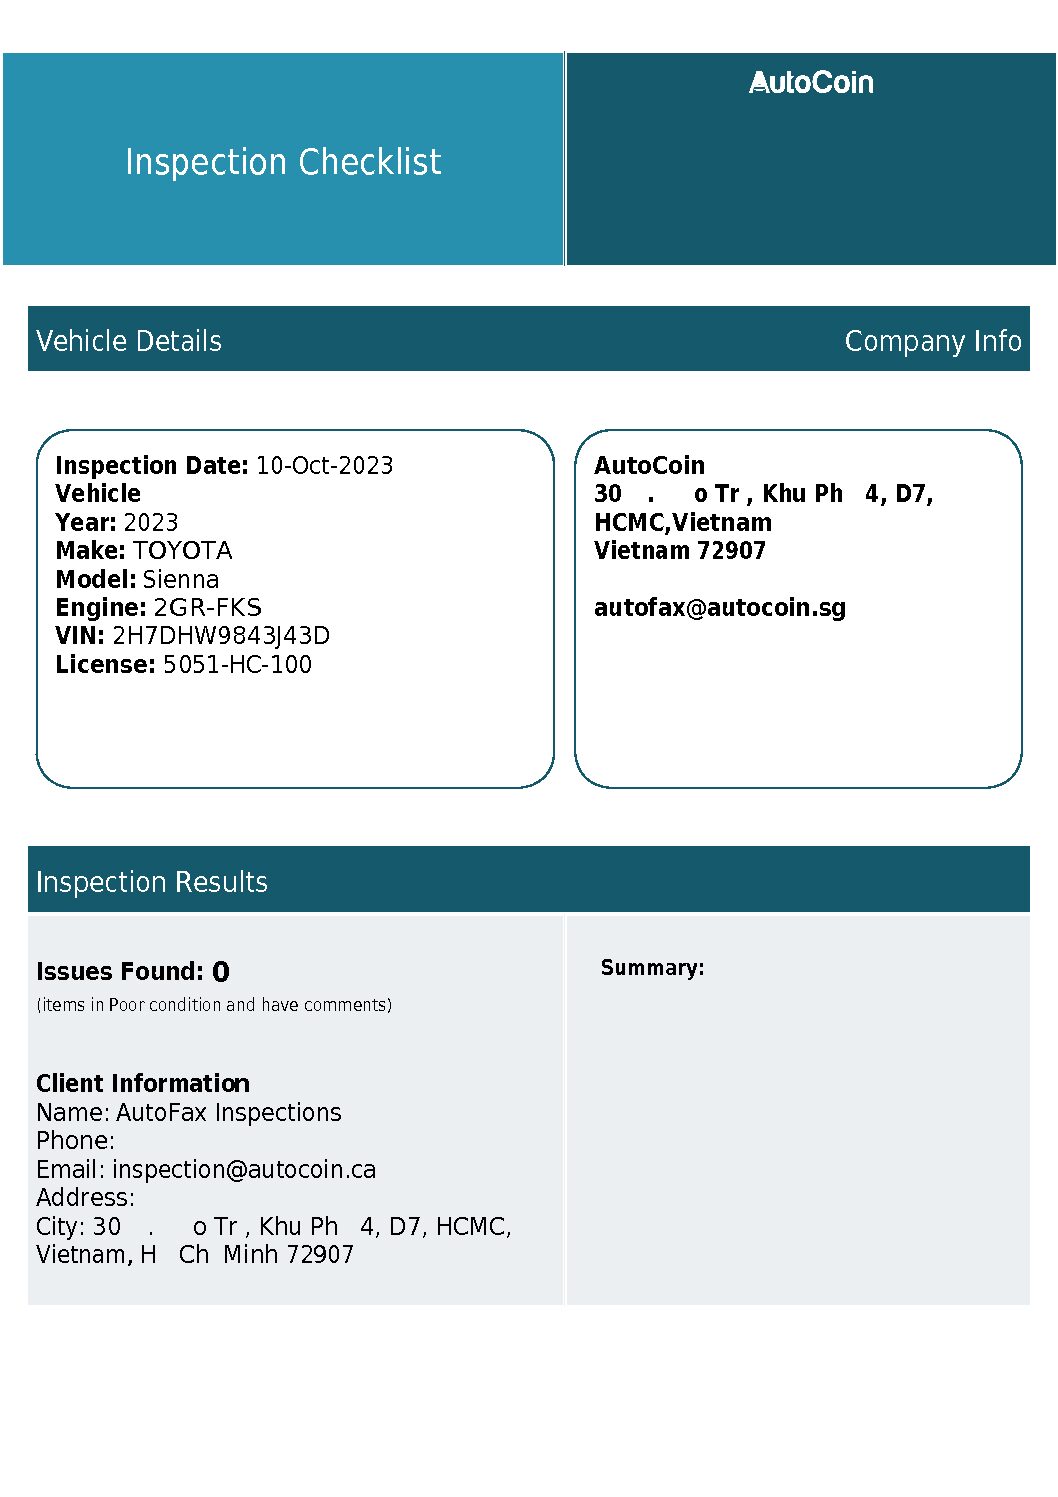 AutoCoin
Inspection Checklist
Vehicle Details
Company Info
Inspection Date: 10-Oct-2023
Vehicle
Year: 2023
Make: TOYOTA
Model: Sienna
Engine: 2GR-FKS
VIN: 2H7DHW9843J43D
License: 5051-HC-100
AutoCoin
30 . o Tr , Khu Ph 4, D7,
HCMC,Vietnam
Vietnam 72907
autofax@autocoin.sg
Inspection Results
Issues Found: 0
(items in Poor condition and have comments)
Client Information
Name: AutoFax Inspections
Phone:
Email: inspection@autocoin.ca
Address:
City: 30 . o Tr , Khu Ph 4, D7, HCMC,
Vietnam, H Ch Minh 72907
Summary: